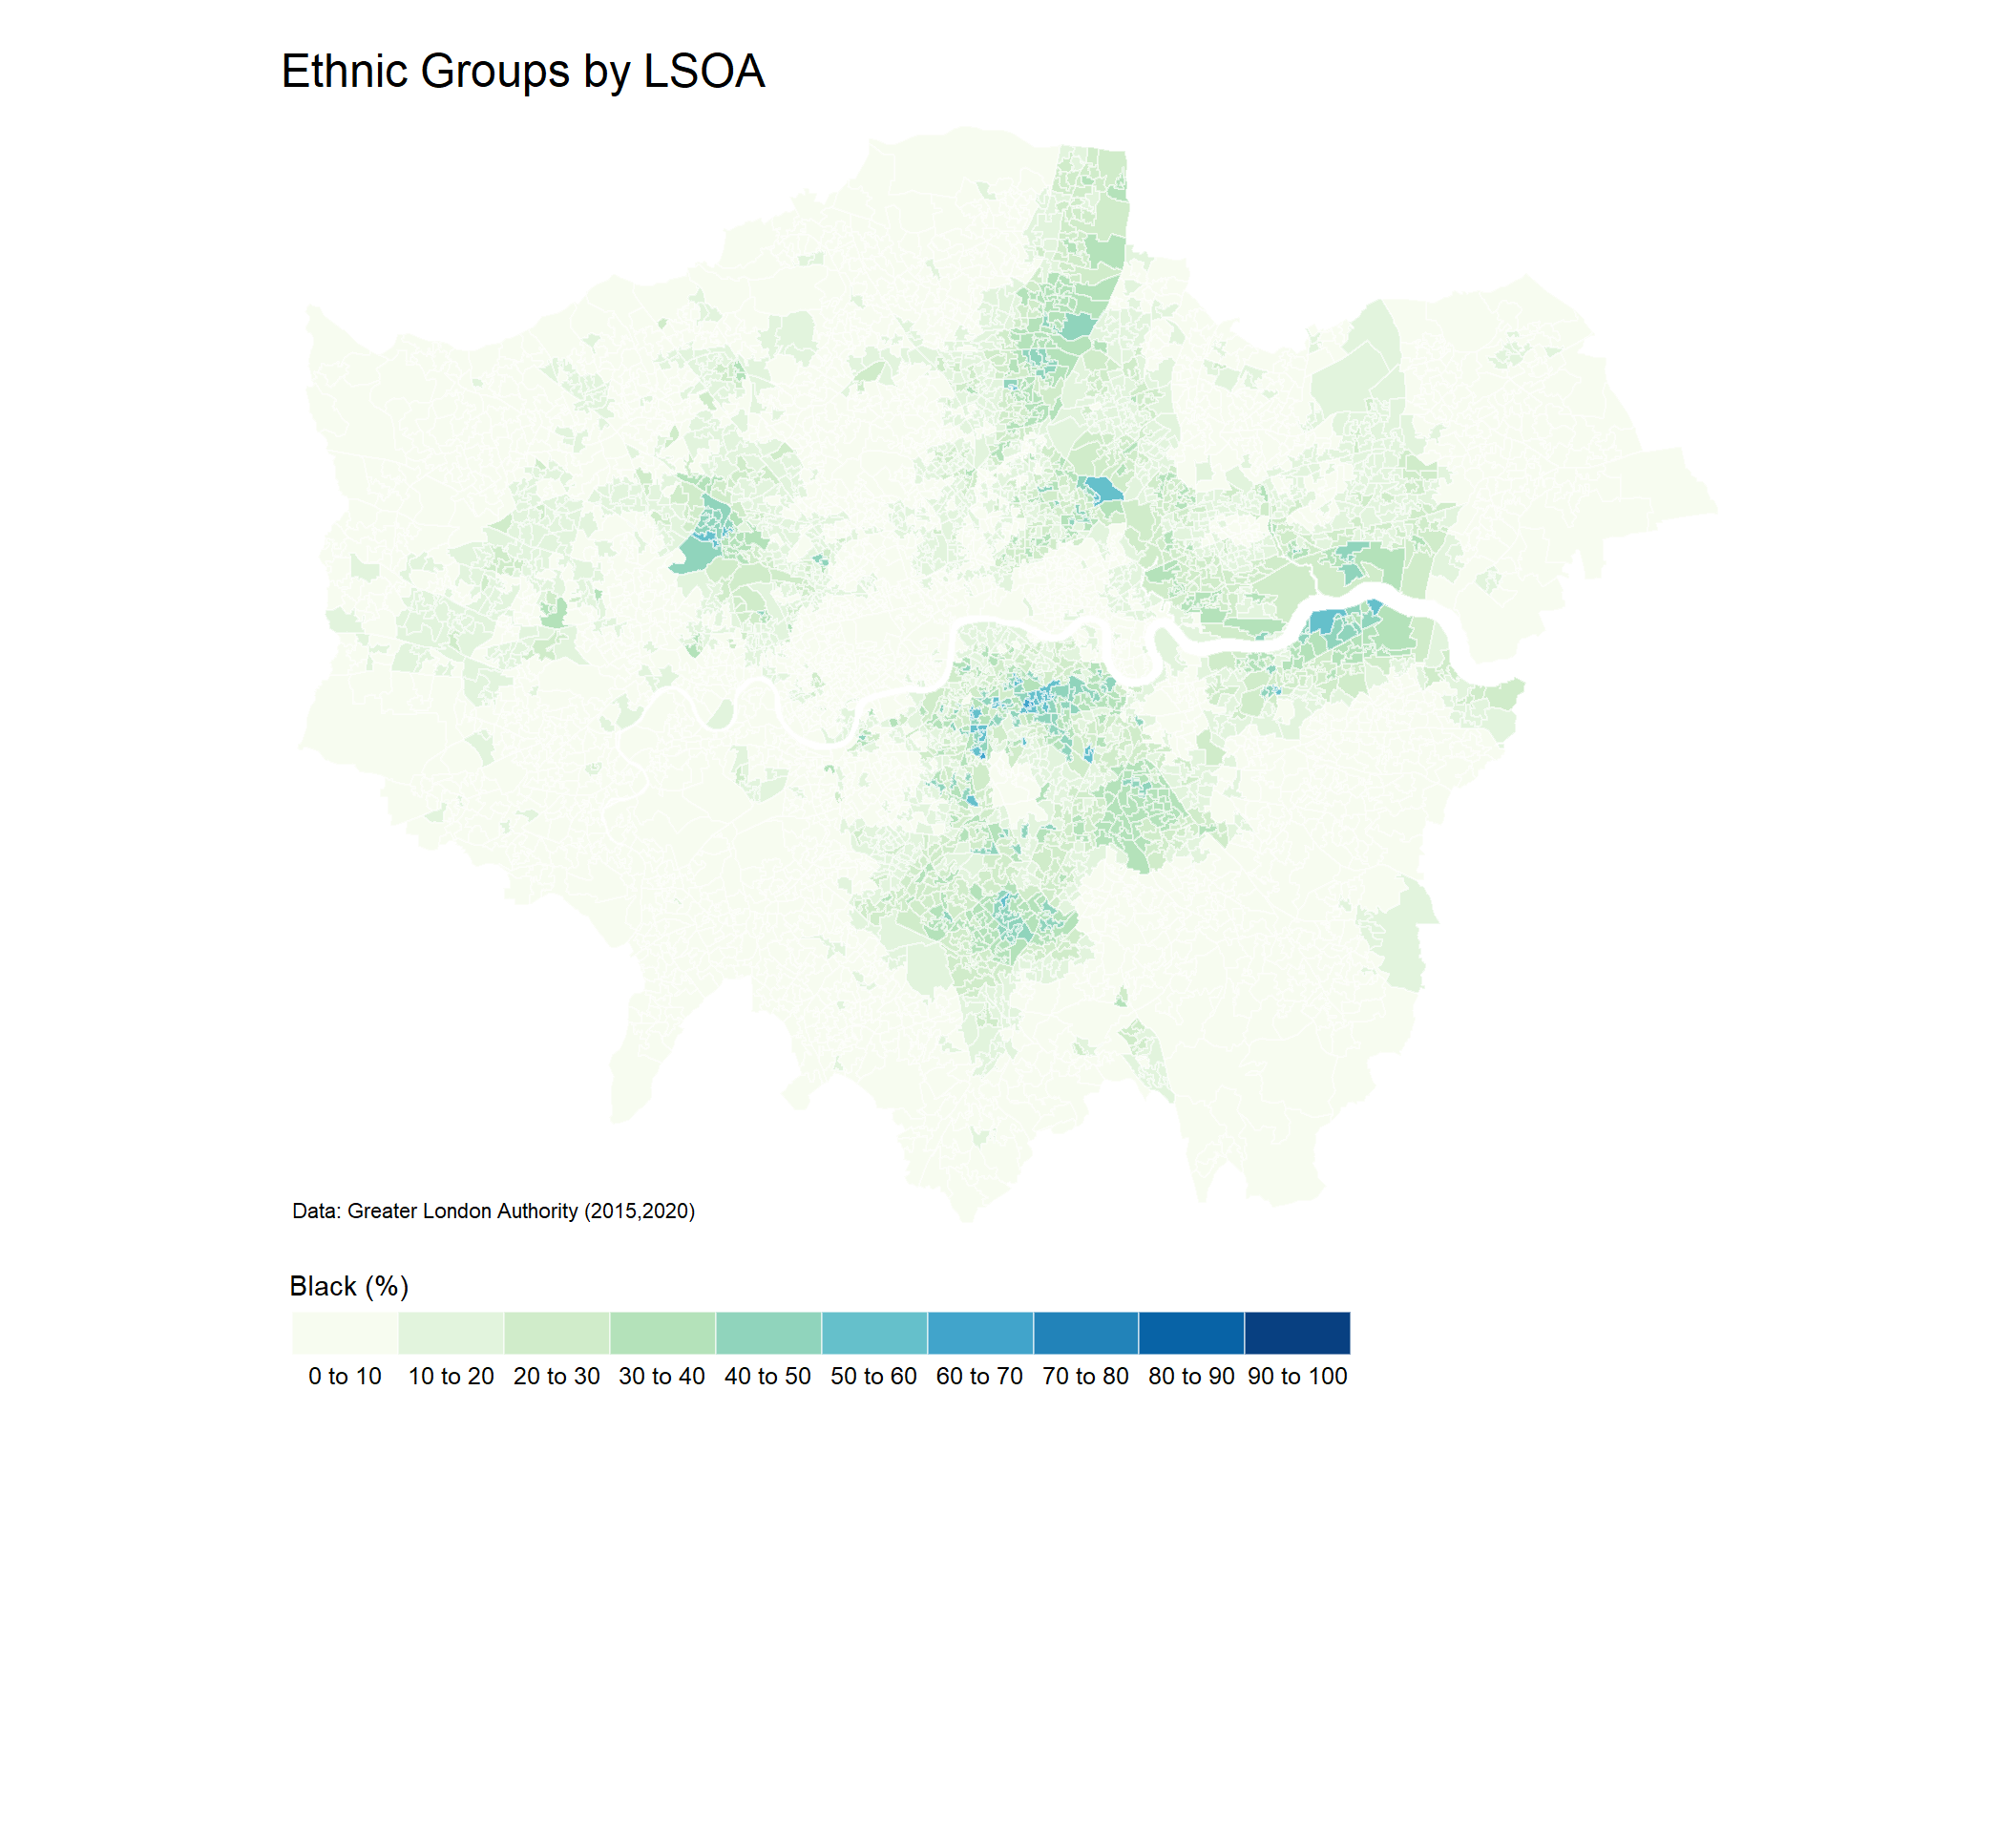 Ethnic Groups by LSOA
Data: Greater London Authority (2015,2020)
Black (%)
0 to 10 10 to 20 20 to 30 30 to 40 40 to 50 50 to 60 60 to 70 70 to 80 80 to 90 90 to 100